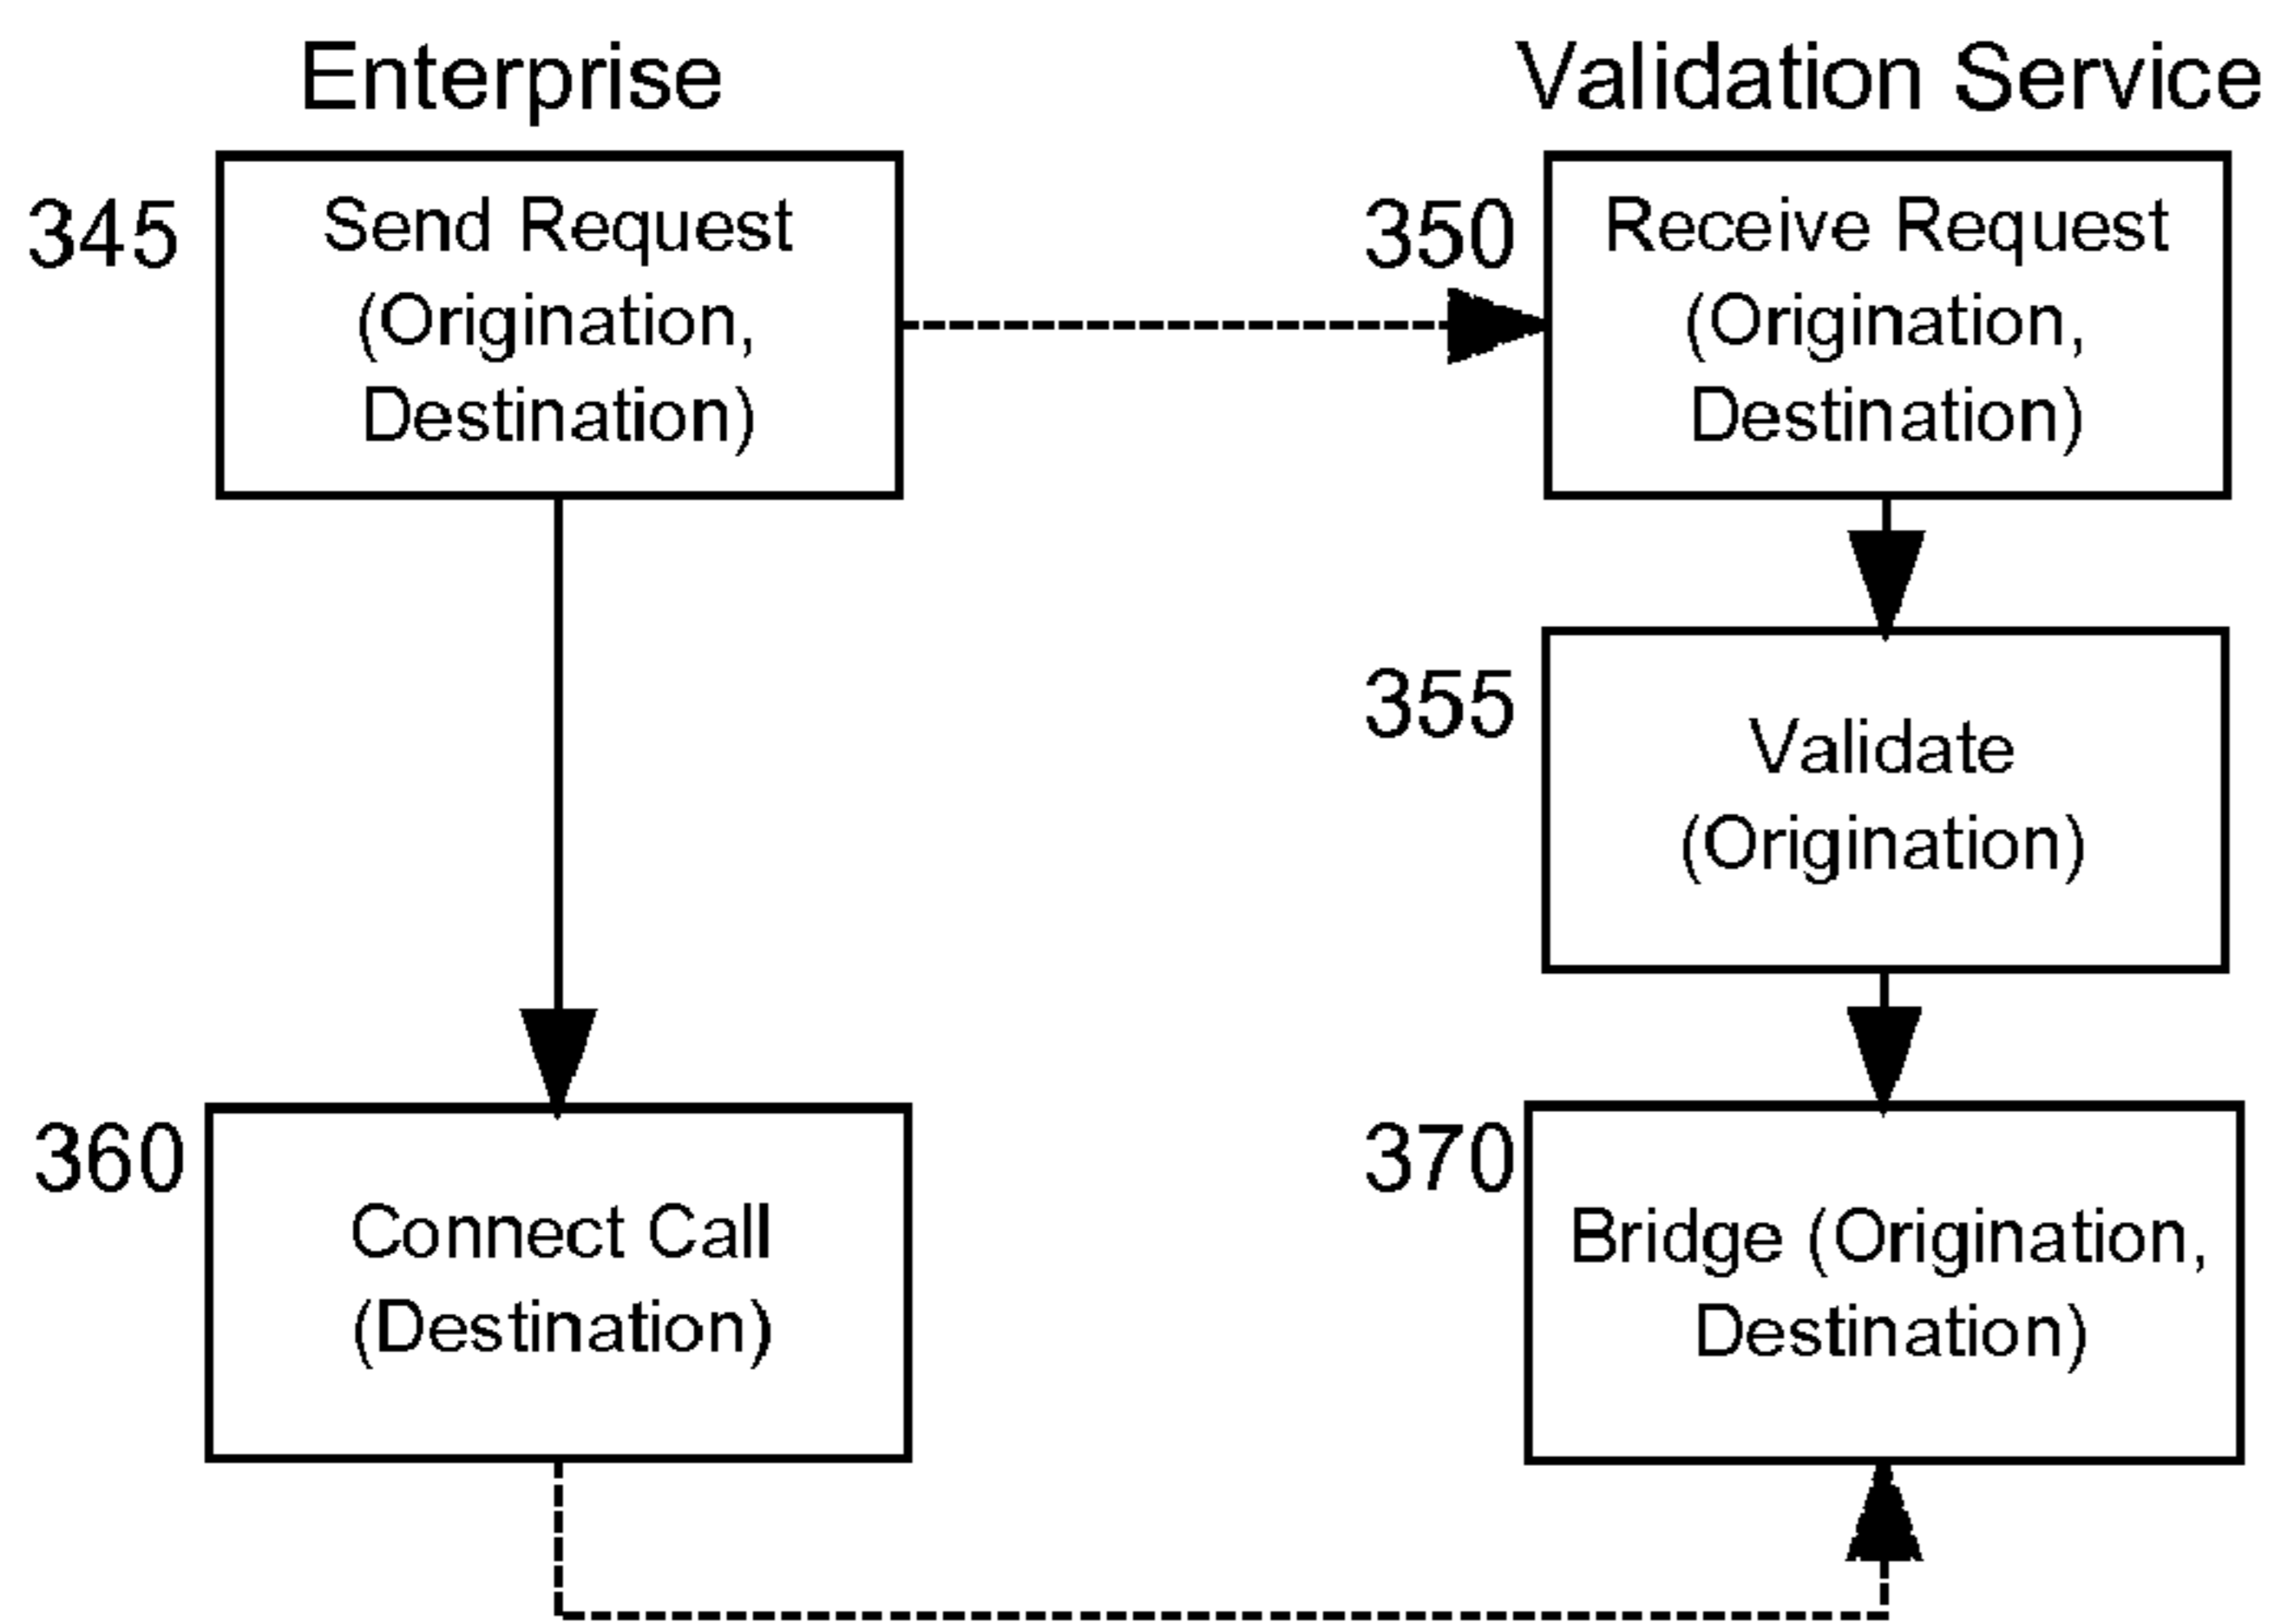 Enterprise
Validation Service
345
Send Request
(Origination,
Destination)
350
Receive Request
(Origination,
Destination)
355
Validate
(Origination)
360
Connect Call
(Destination)
370
Bridge (Origination,
Destination)